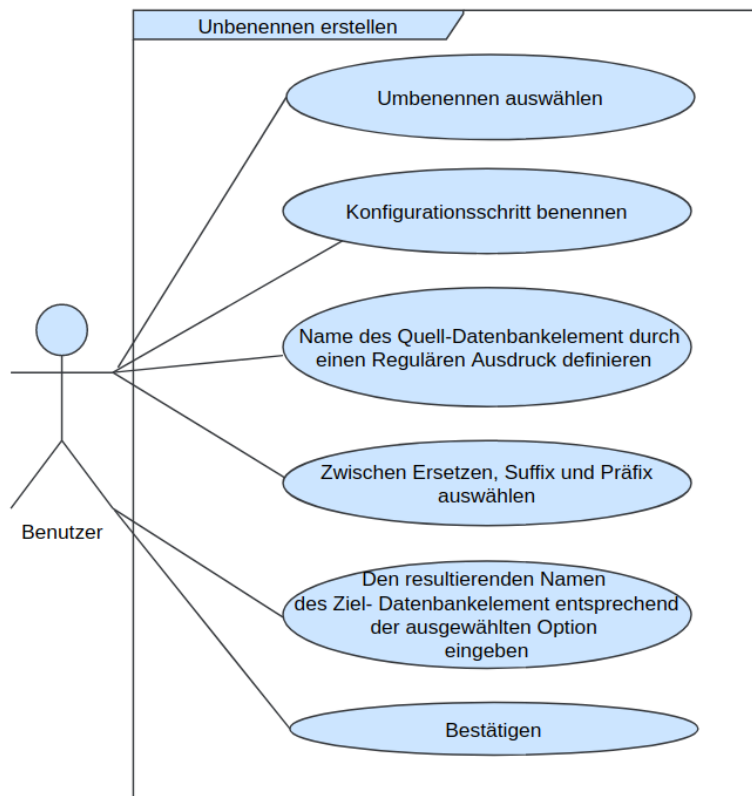 Unbenennen erstellen
Umbenennen auswählen
Konfigurationsschritt benennen
Name des Quell-Datenbankelement durch
einen Regulären Ausdruck definieren
Zwischen Ersetzen, Suffix und Präfix
auswählen
Benutzer
Den resultierenden Namen
des Ziel- Datenbankelement entsprechend
der ausgewählten Option
eingeben
Bestätigen